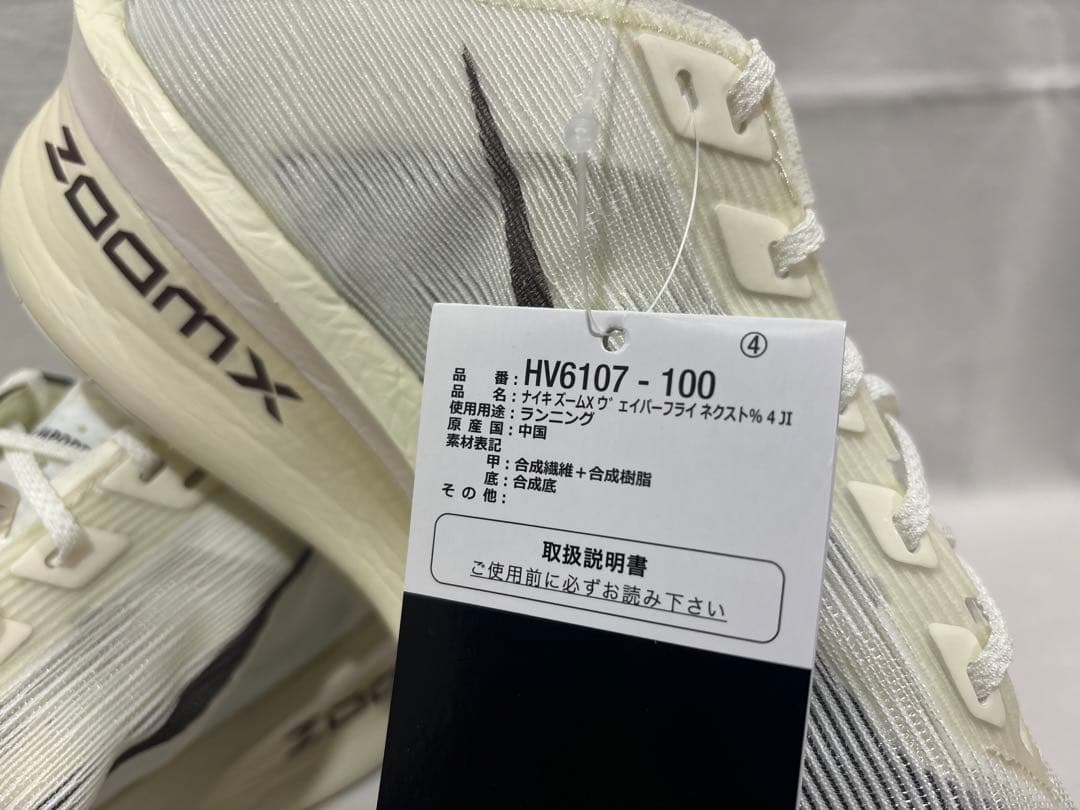 ZOOMX
④
品 番 : HV6107 - 100
品 名 : ナイキ ズームX ヴェイパーフライ ネクスト% 4 JI
使用用途 : ランニング
原 産 国 : 中国
素材表記
甲 : 合成繊維+合成樹脂
底 : 合成底
そ の 他 :
取扱説明書
ご使用前に必ずお読み下さい
ZOOMX